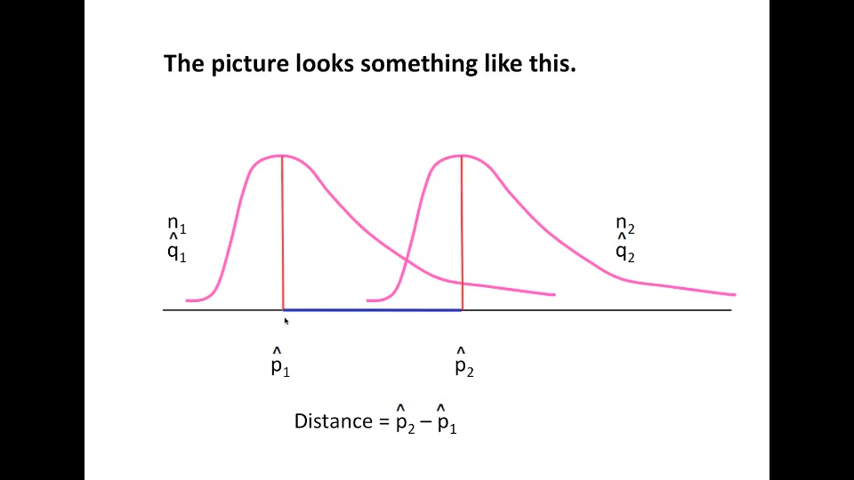 The picture looks something like this.
n₁
q̂₁
n₂
q̂₂
p̂₁
p̂₂
Distance = p̂₂ – p̂₁